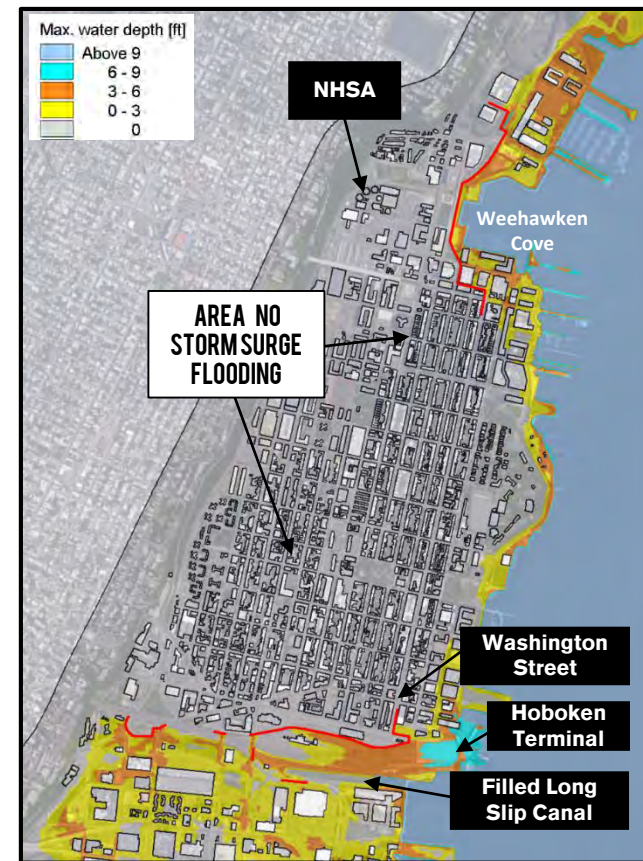 Max. water depth [ft]
Above 9
6 - 9
3 - 6
0 - 3
0
NHSA
Weehawken
Cove
AREA NO
STORM SURGE
FLOODING
Washington
Street
Hoboken
Terminal
Filled Long
Slip Canal